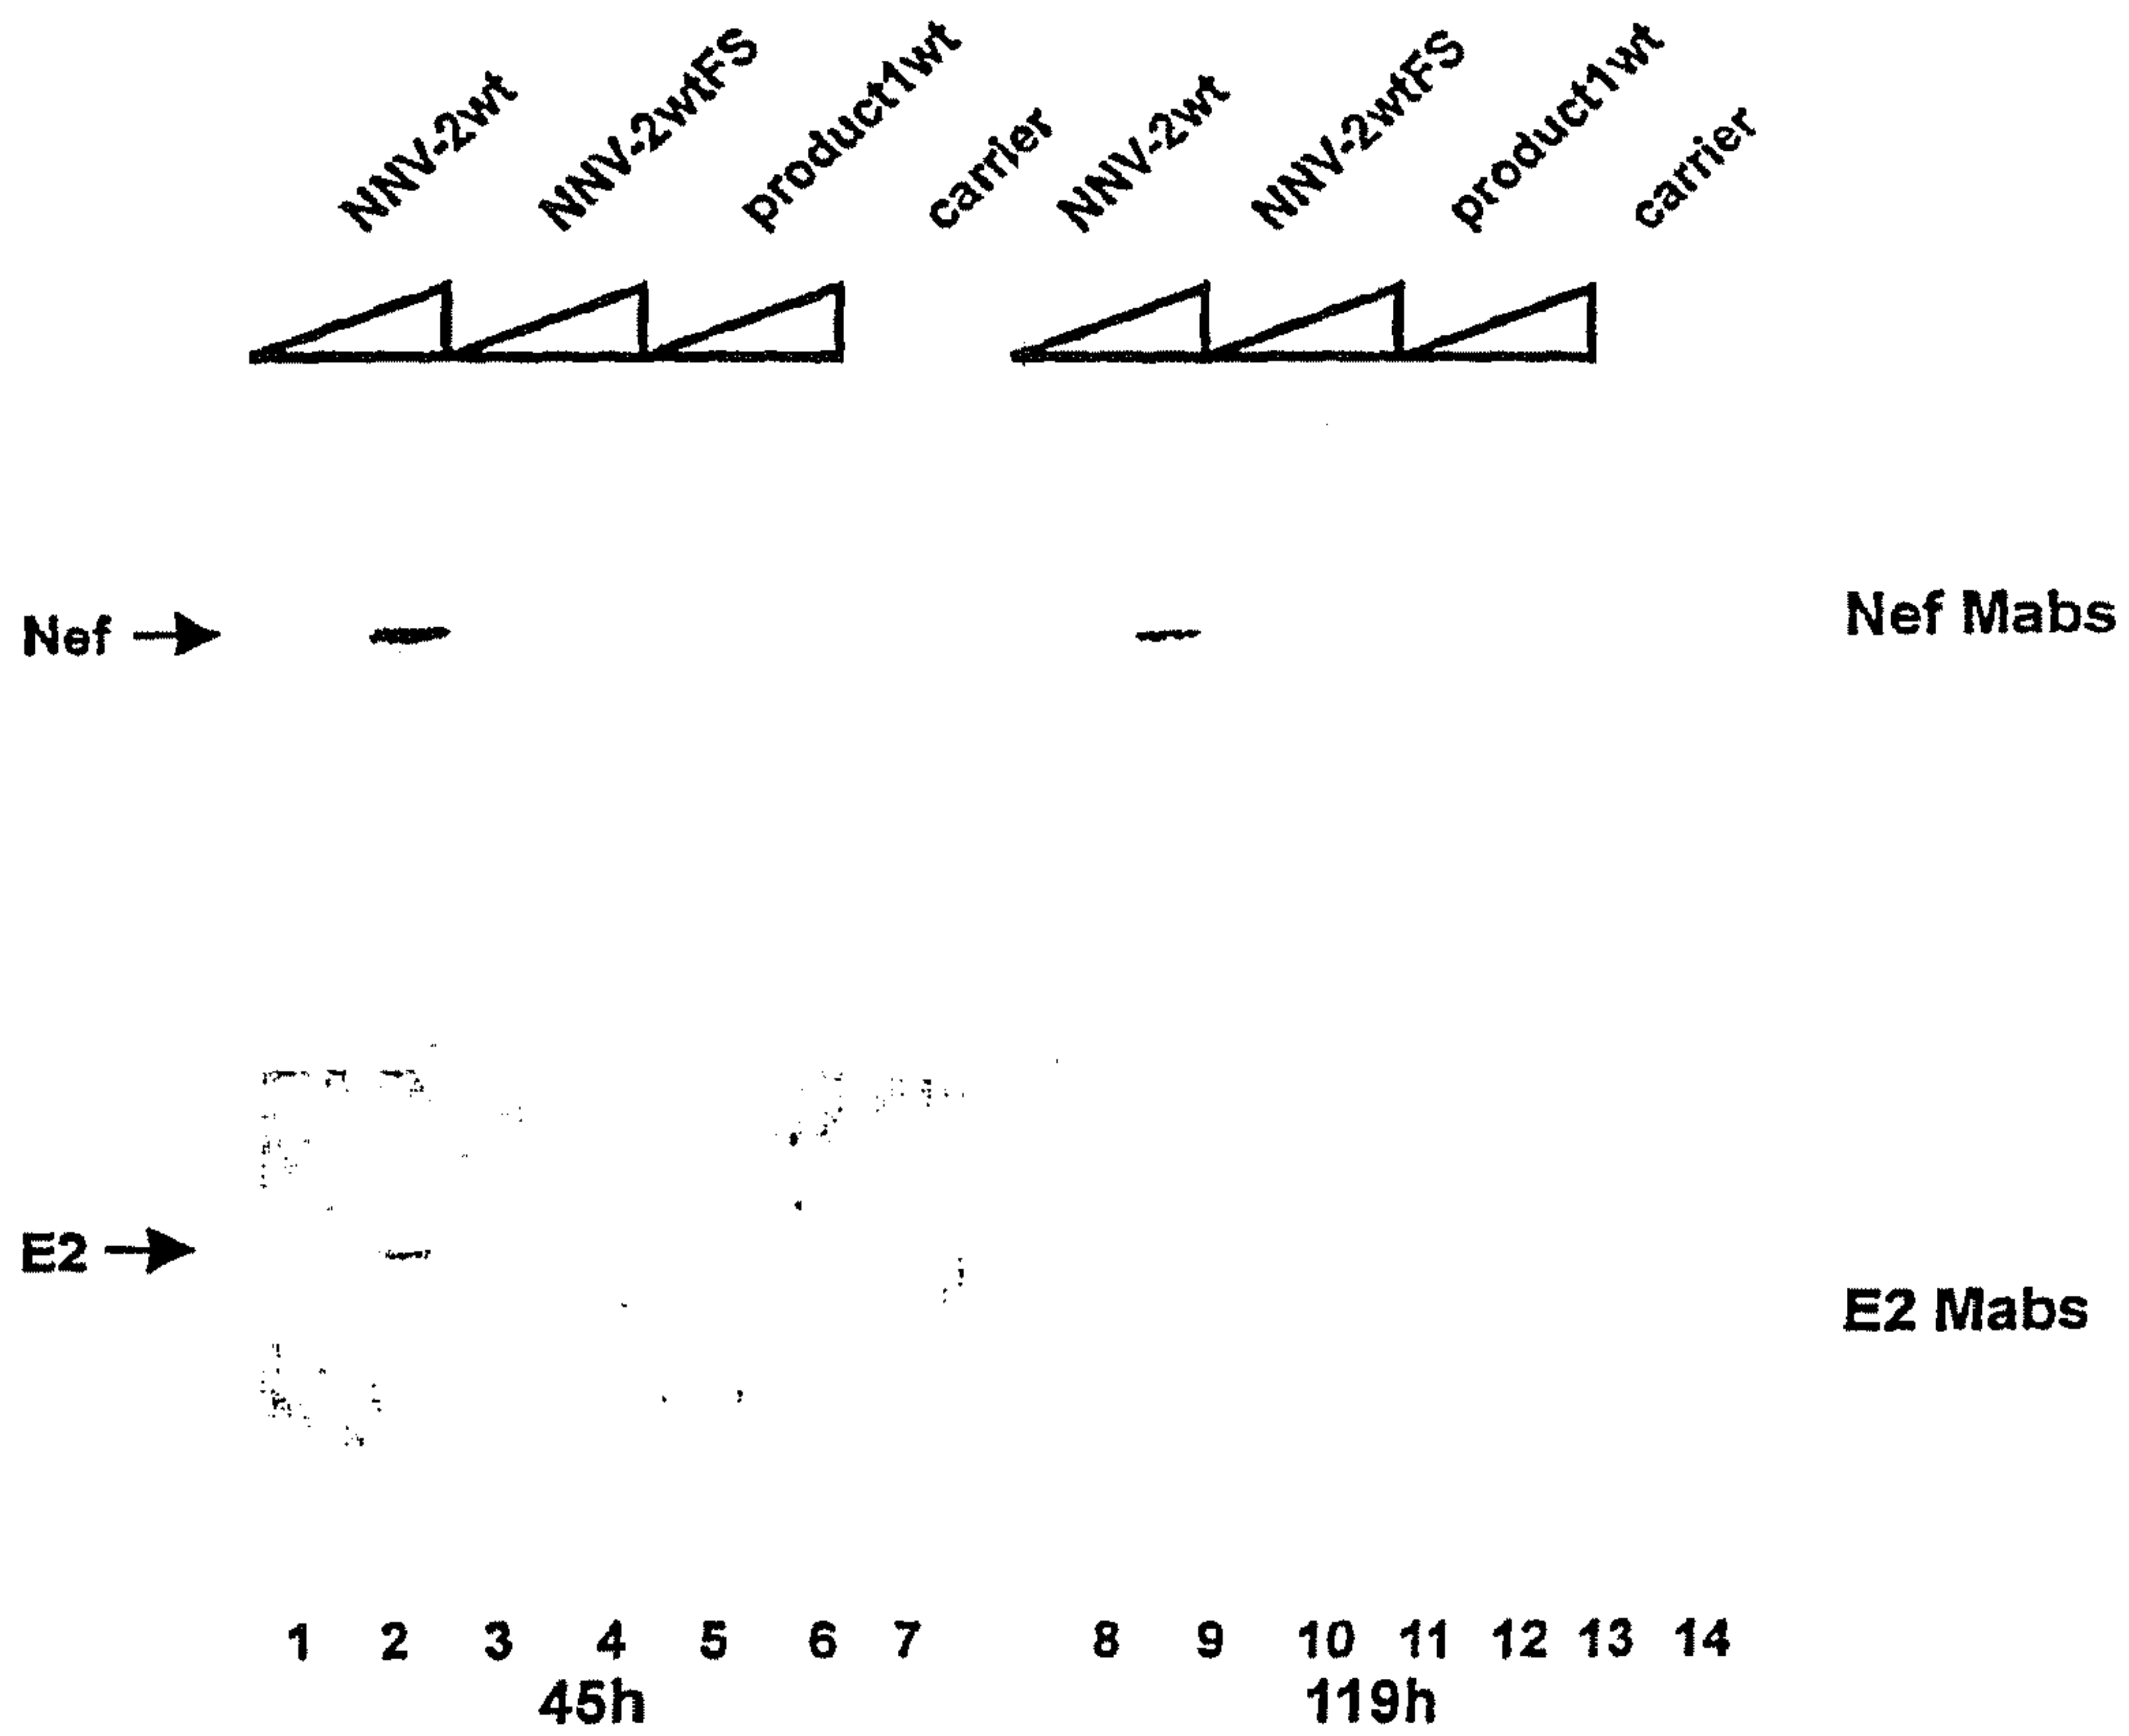 NNV-2wt NNV-2wtFS product1wt carrier NNV-2wt NNV-2wtFS product1wt carrier
Nef
Nef Mabs
E2
E2 Mabs
1 2 3 4 5 6 7 8 9 10 11 12 13 14
45h 119h